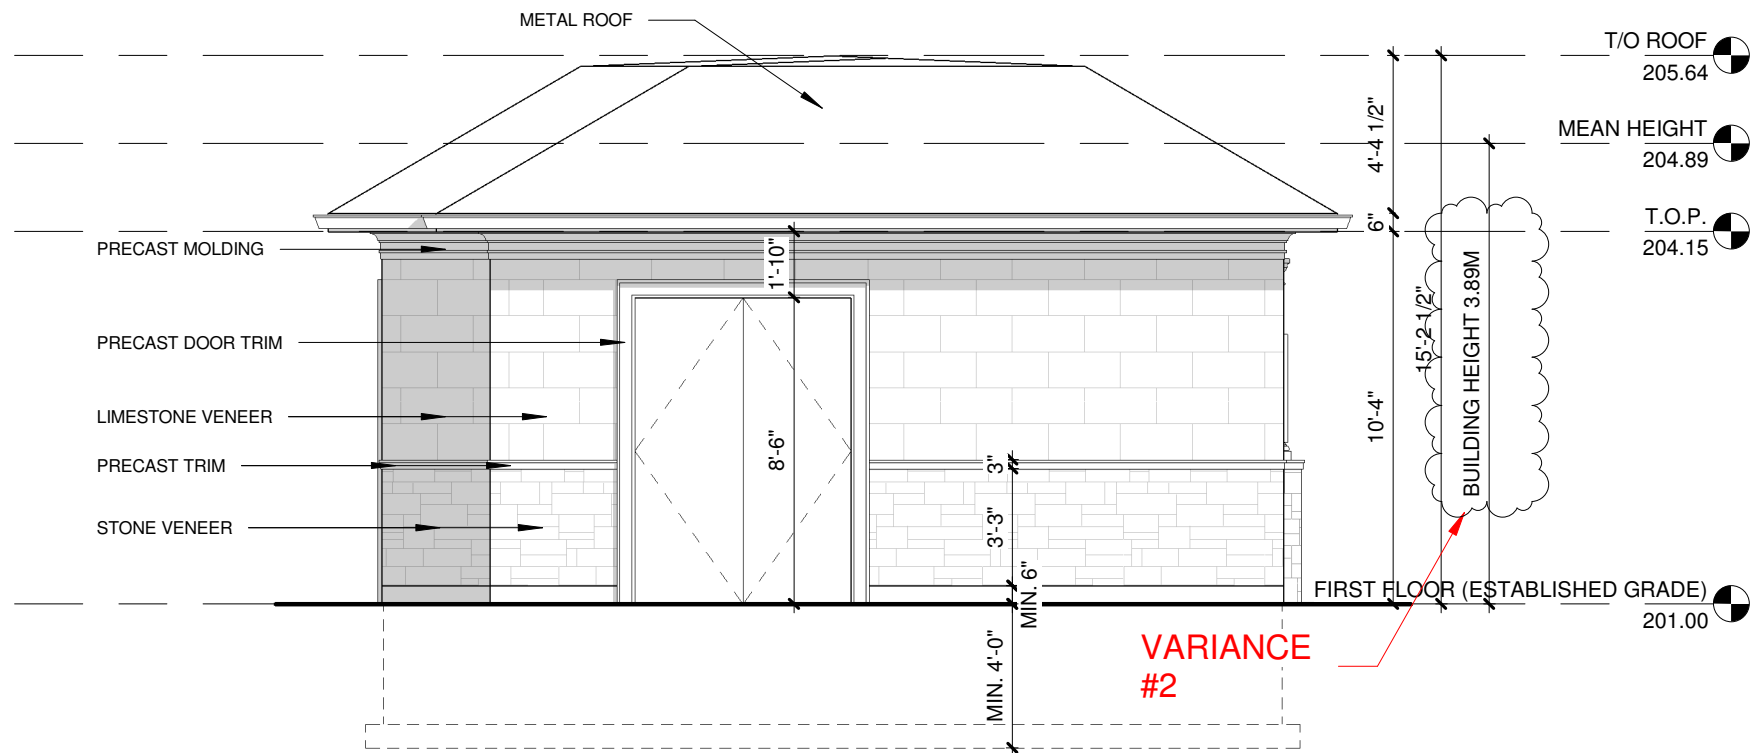 METAL ROOF
T/O ROOF
205.64
MEAN HEIGHT
204.89
4'-4 1/2"
T.O.P.
204.15
6"
PRECAST MOLDING
1'-10"
PRECAST DOOR TRIM
15'-2 1/2"
BUILDING HEIGHT 3.89M
10'-4"
LIMESTONE VENEER
8'-6"
PRECAST TRIM
3"
STONE VENEER
3'-3"
MIN. 6"
FIRST FLOOR (ESTABLISHED GRADE)
201.00
MIN. 4'-0"
VARIANCE
#2